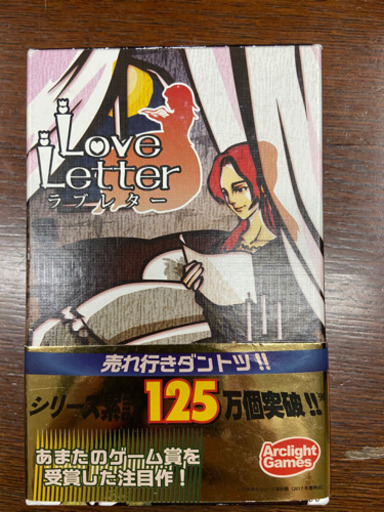 Love
Letter
ラブレター
売れ行きダントツ!!
シリーズ累計125万個突破!!
あまたのゲーム賞を
受賞した注目作!
Arclight
Games